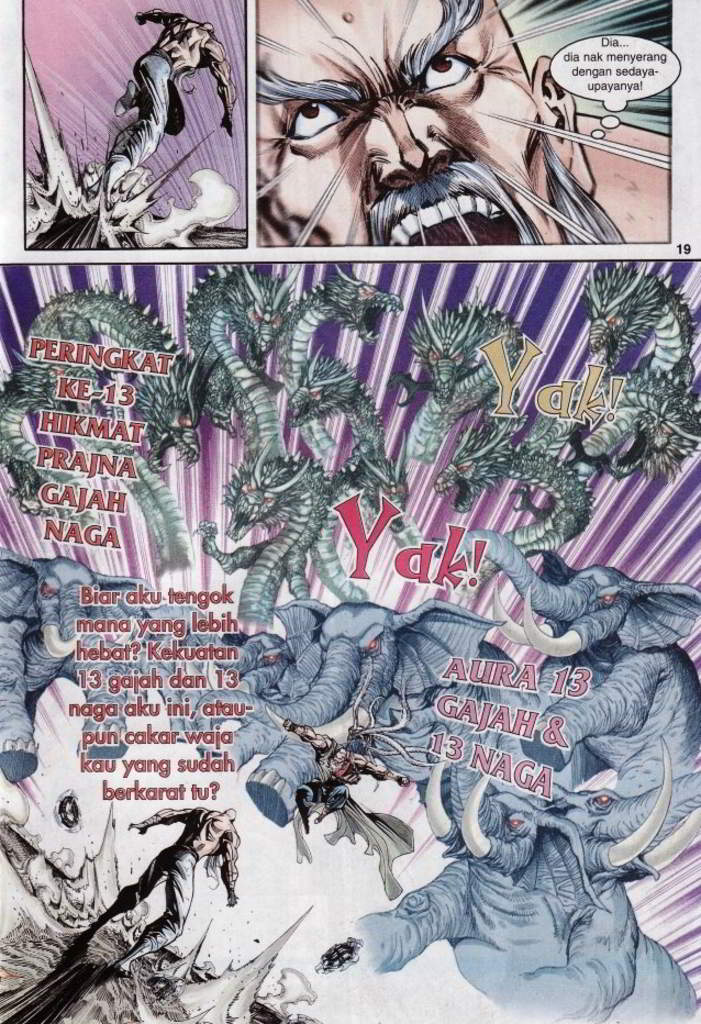 Dia...
dia nak menyerang
dengan sedaya-
upayanya!
19
PERINGKAT
KE-13
HIKMAT
PRAJNA
GAJAH
NAGA
Yak!
Yak!
Biar aku tengok
mana yang lebih
hebat? Kekuatan
13 gajah dan 13
naga aku ini, atau-
pun cakar waja
kau yang sudah
berkarat tu?
AURA 13
GAJAH &
13 NAGA